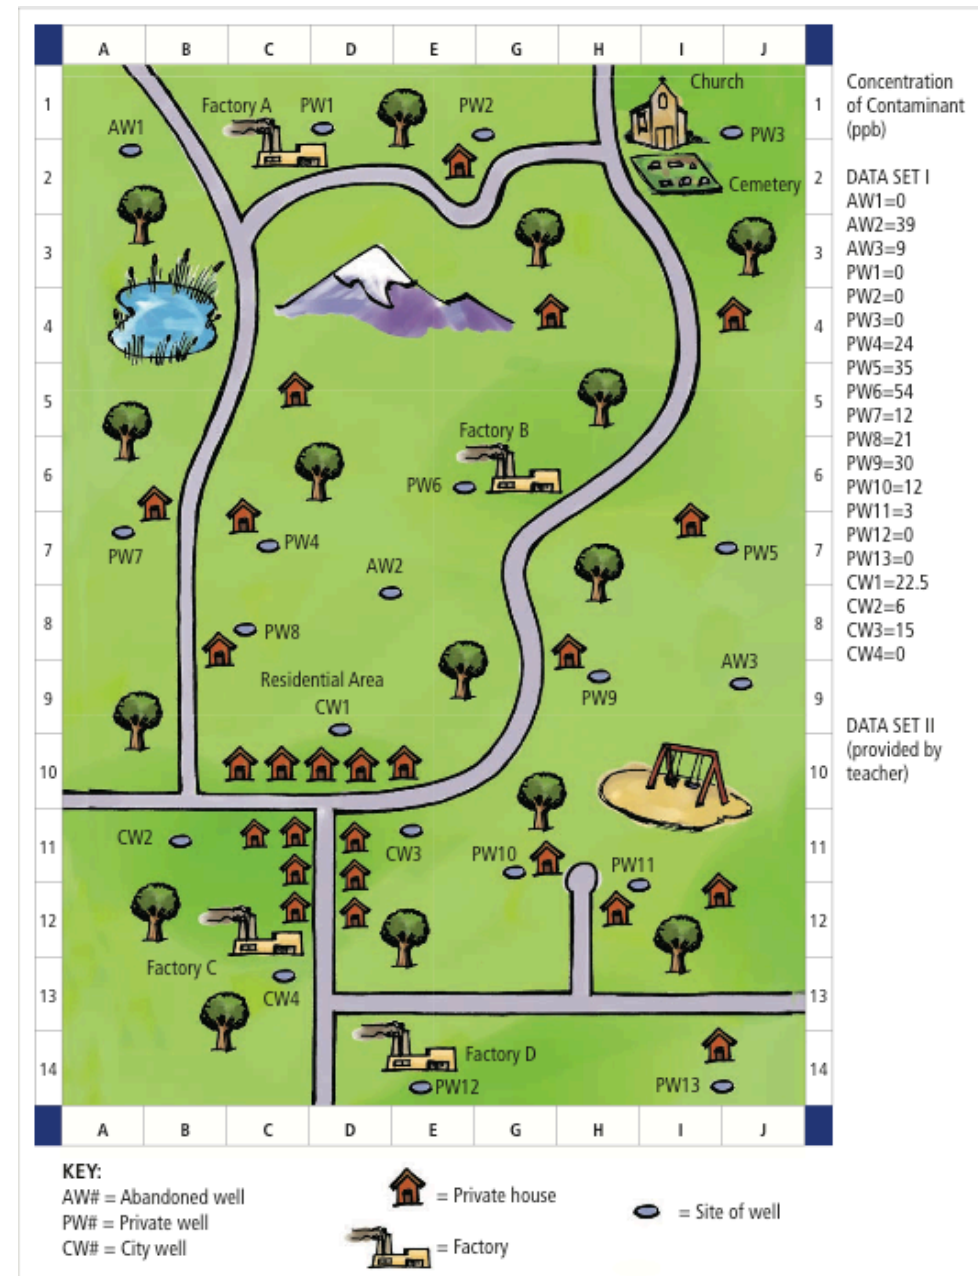 A B C D E F G H I J
1 1
2 2
3 3
4 4
5 5
6 6
7 7
8 8
9 9
10 10
11 11
12 12
13 13
14 14
A B C D E F G H I J
AW1
Factory A
PW1
PW2
Church
PW3
Cemetery
Factory B
PW6
PW7
PW4
AW2
PW5
PW8
Residential Area
CW1
PW9
AW3
CW2
CW3
PW10
PW11
Factory C
CW4
Factory D
PW12
PW13
Concentration
of Contaminant
(ppb)
DATA SET I
AW1=0
AW2=39
AW3=9
PW1=0
PW2=0
PW3=0
PW4=24
PW5=35
PW6=54
PW7=12
PW8=21
PW9=30
PW10=12
PW11=3
PW12=0
PW13=0
CW1=22.5
CW2=6
CW3=15
CW4=0
DATA SET II
(provided by
teacher)
KEY:
AW# = Abandoned well
PW# = Private well
CW# = City well
= Private house
= Factory
= Site of well